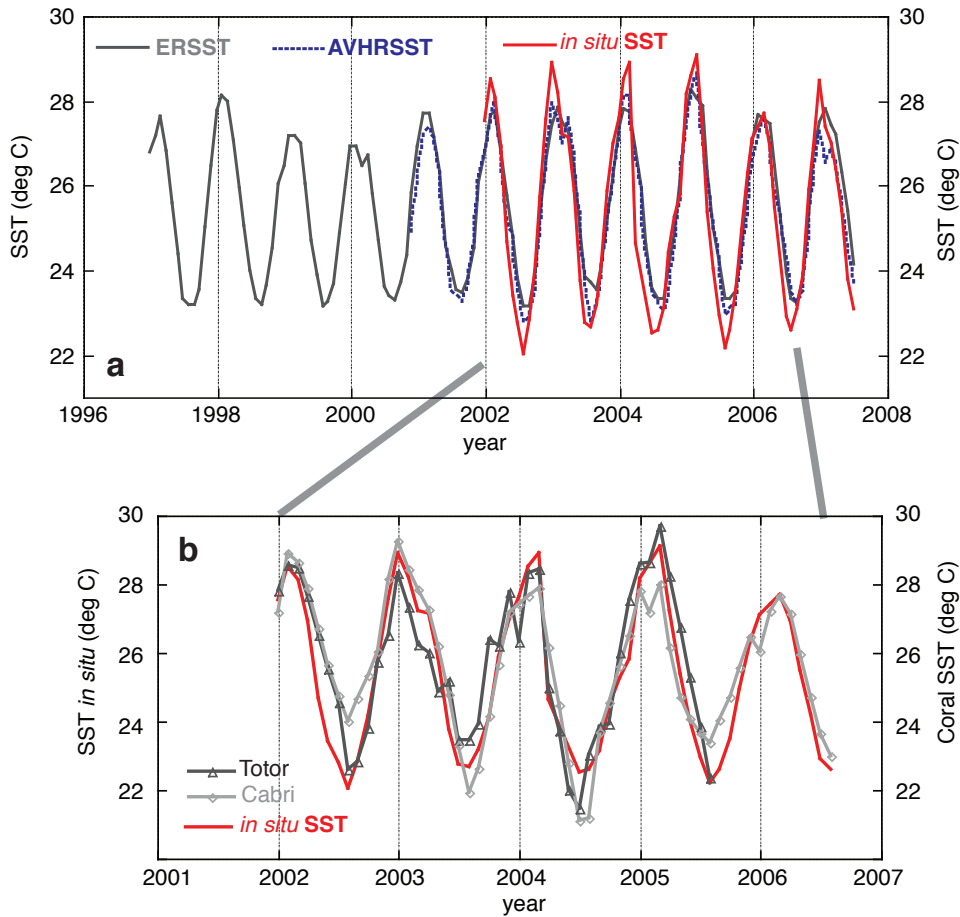 30
28
26
24
22
SST (deg C)
ERSST
AVHRSST
in situ SST
a
30
28
26
24
22
SST (deg C)
1996
1998
2000
2002
2004
2006
2008
year
30
28
26
24
22
SST in situ (deg C)
b
Totor
Cabri
in situ SST
30
28
26
24
22
Coral SST (deg C)
2001
2002
2003
2004
2005
2006
2007
year